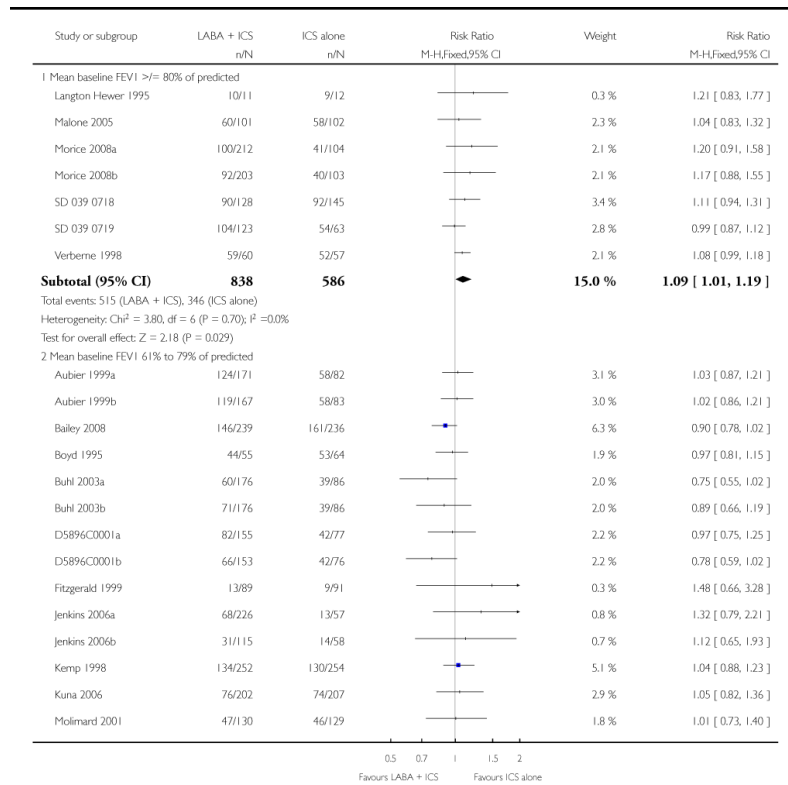 Study or subgroup LABA + ICS ICS alone Risk Ratio Weight Risk Ratio
n/N n/N M-H,Fixed,95% CI M-H,Fixed,95% CI
1 Mean baseline FEV1 >/= 80% of predicted
Langton Hewer 1995 10/11 9/12 0.3 % 1.21 [ 0.83, 1.77 ]
Malone 2005 60/101 58/102 2.3 % 1.04 [ 0.83, 1.32 ]
Morice 2008a 100/212 41/104 2.1 % 1.20 [ 0.91, 1.58 ]
Morice 2008b 92/203 40/103 2.1 % 1.17 [ 0.88, 1.55 ]
SD 039 0718 90/128 92/145 3.4 % 1.11 [ 0.94, 1.31 ]
SD 039 0719 104/123 54/63 2.8 % 0.99 [ 0.87, 1.12 ]
Verberne 1998 59/60 52/57 2.1 % 1.08 [ 0.99, 1.18 ]
Subtotal (95% CI) 838 586 15.0 % 1.09 [ 1.01, 1.19 ]
Total events: 515 (LABA + ICS), 346 (ICS alone)
Heterogeneity: Chi² = 3.80, df = 6 (P = 0.70); I² =0.0%
Test for overall effect: Z = 2.18 (P = 0.029)
2 Mean baseline FEV1 61% to 79% of predicted
Aubier 1999a 124/171 58/82 3.1 % 1.03 [ 0.87, 1.21 ]
Aubier 1999b 119/167 58/83 3.0 % 1.02 [ 0.86, 1.21 ]
Bailey 2008 146/239 161/236 6.3 % 0.90 [ 0.78, 1.02 ]
Boyd 1995 44/55 53/64 1.9 % 0.97 [ 0.81, 1.15 ]
Buhl 2003a 60/176 39/86 2.0 % 0.75 [ 0.55, 1.02 ]
Buhl 2003b 71/176 39/86 2.0 % 0.89 [ 0.66, 1.19 ]
D5896C0001a 82/155 42/77 2.2 % 0.97 [ 0.75, 1.25 ]
D5896C0001b 66/153 42/76 2.2 % 0.78 [ 0.59, 1.02 ]
Fitzgerald 1999 13/89 9/91 0.3 % 1.48 [ 0.66, 3.28 ]
Jenkins 2006a 68/226 13/57 0.8 % 1.32 [ 0.79, 2.21 ]
Jenkins 2006b 31/115 14/58 0.7 % 1.12 [ 0.65, 1.93 ]
Kemp 1998 134/252 130/254 5.1 % 1.04 [ 0.88, 1.23 ]
Kuna 2006 76/202 74/207 2.9 % 1.05 [ 0.82, 1.36 ]
Molimard 2001 47/130 46/129 1.8 % 1.01 [ 0.73, 1.40 ]
0.5 0.7 1 1.5 2
Favours LABA + ICS Favours ICS alone